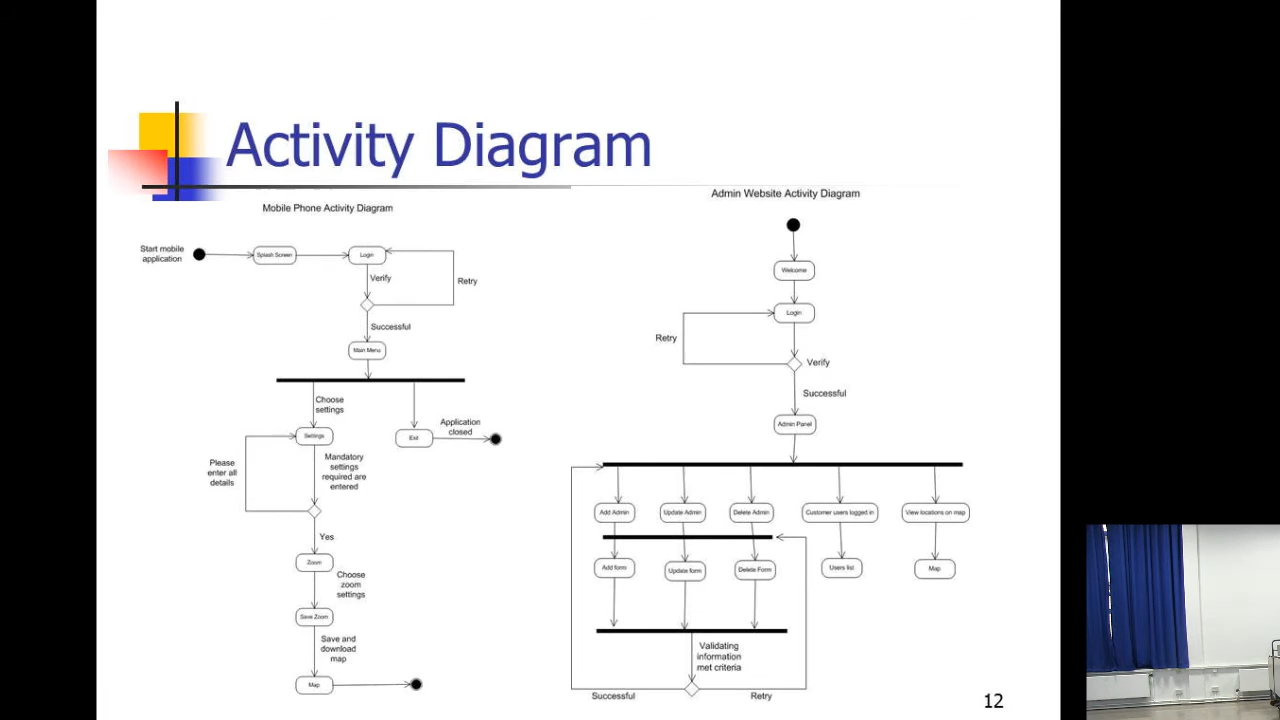 Activity Diagram
Mobile Phone Activity Diagram
Start mobile
application
Splash Screen
Login
Verify
Retry
Successful
Main Menu
Choose
settings
Settings
Exit
Application
closed
Please
enter all
details
Mandatory
settings
required are
entered
Yes
Zoom
Choose
zoom
settings
Save Zoom
Save and
download
map
Map
Admin Website Activity Diagram
Welcome
Login
Retry
Verify
Successful
Admin Panel
Add Admin
Update Admin
Delete Admin
Customer users logged in
View locations on map
Add form
Update form
Delete Form
Users list
Map
Validating
information
met criteria
Successful
Retry
12